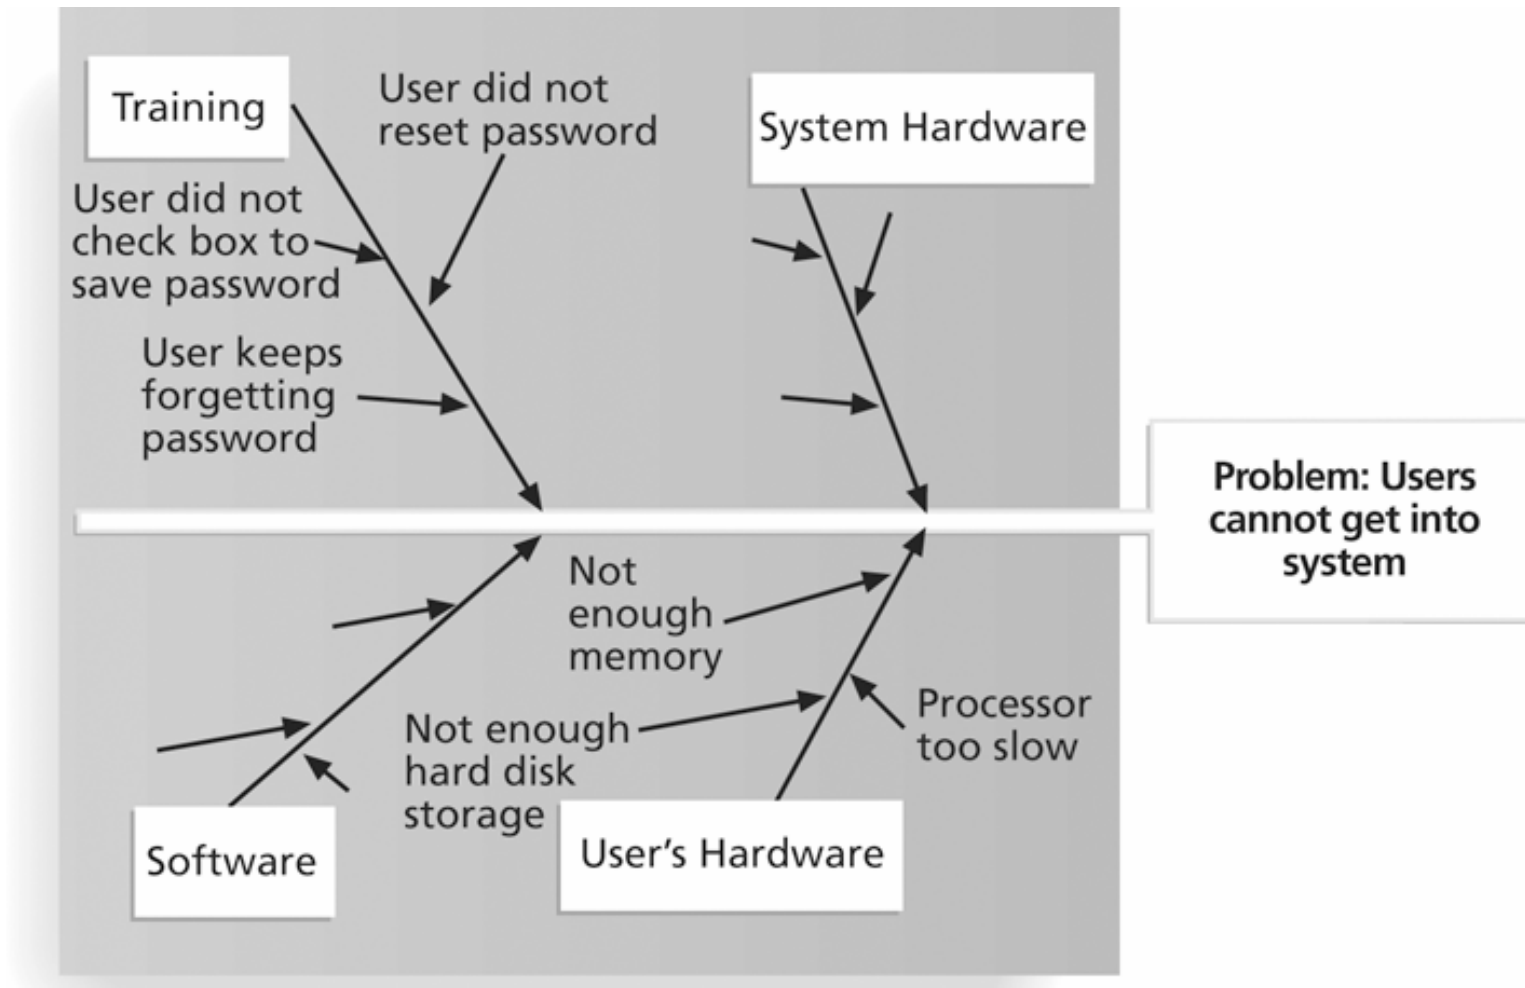 Training
User did not
reset password
System Hardware
User did not
check box to
save password
User keeps
forgetting
password
Problem: Users
cannot get into
system
Not
enough
memory
Not enough
hard disk
storage
Processor
too slow
Software
User’s Hardware